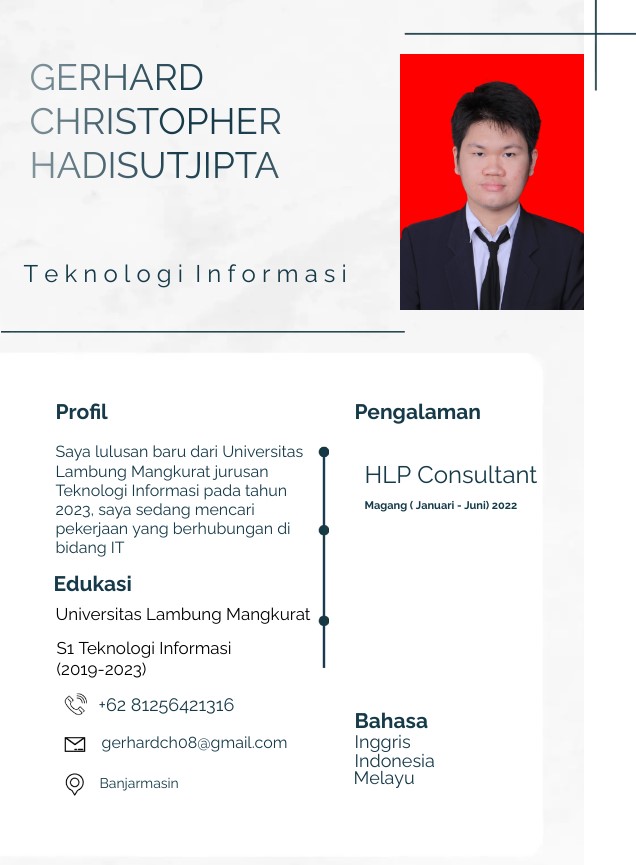 GERHARD
CHRISTOPHER
HADISUTJIPTA
Teknologi Informasi
Profil
Saya lulusan baru dari Universitas
Lambung Mangkurat jurusan
Teknologi Informasi pada tahun
2023, saya sedang mencari
pekerjaan yang berhubungan di
bidang IT
Edukasi
Universitas Lambung Mangkurat
S1 Teknologi Informasi
(2019-2023)
+62 81256421316
gerhardch08@gmail.com
Banjarmasin
Pengalaman
HLP Consultant
Magang ( Januari - Juni) 2022
Bahasa
Inggris
Indonesia
Melayu